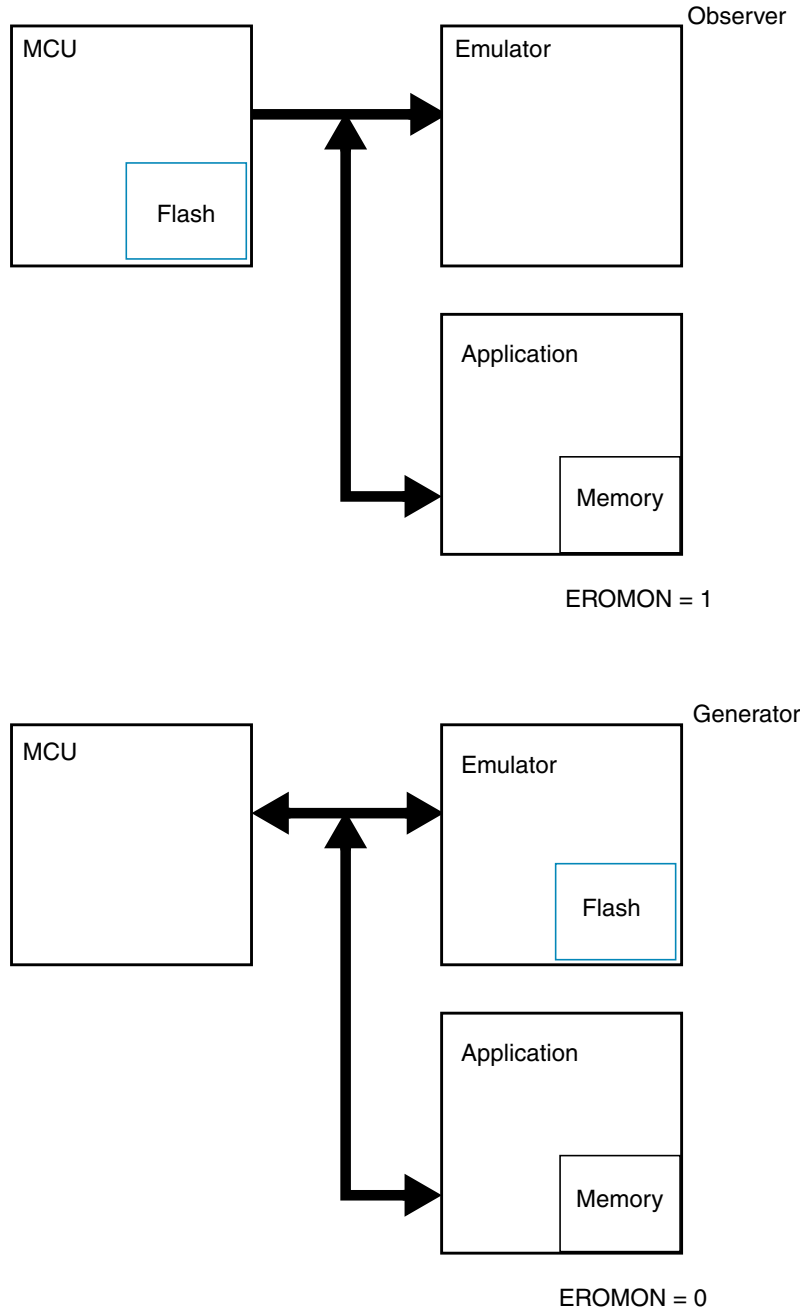 Observer
MCU
Emulator
Flash
Application
Memory
EROMON = 1
Generator
MCU
Emulator
Flash
Application
Memory
EROMON = 0